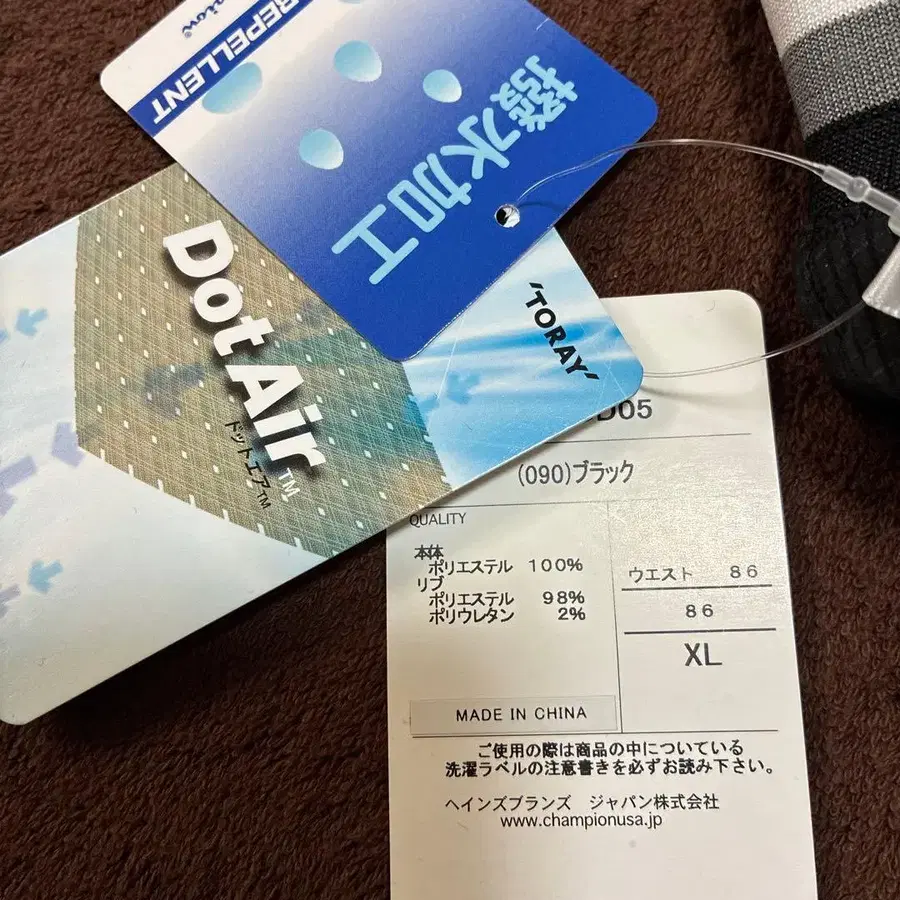 REPELLENT
撥水加工
Dot Air™
ドットエア™
'TORAY'
D05
(090)ブラック
QUALITY
本体
ポリエステル 100%
リブ
ポリエステル 98%
ポリウレタン 2%
ウエスト 86
86
XL
MADE IN CHINA
ご使用の際は商品の中についている
洗濯ラベルの注意書きを必ずお読み下さい。
ヘインズブランズ ジャパン株式会社
www.championusa.jp